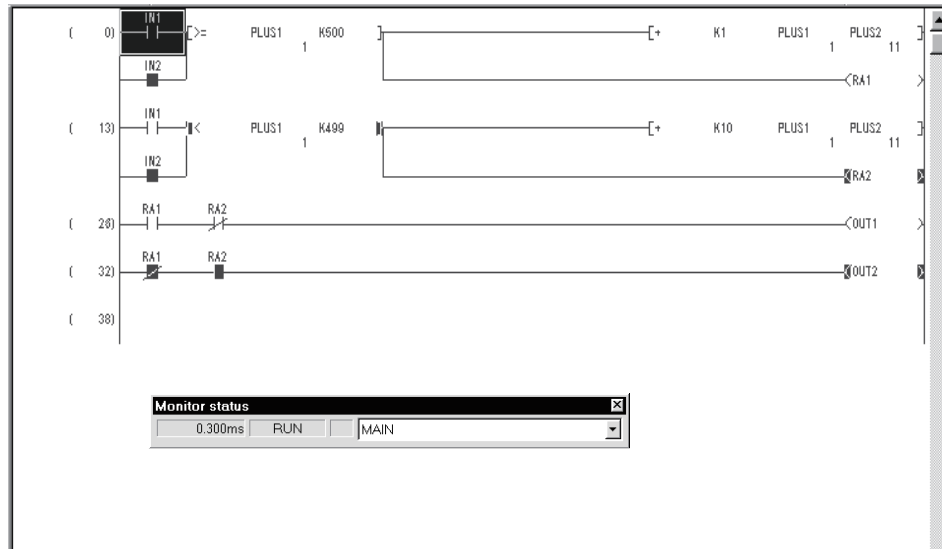 IN1
( 0) [>= PLUS1 K500 ] [+ K1 PLUS1 PLUS2 ]
1 1 11
IN2
(RA1 )
IN1
( 13) [< PLUS1 K499 ] [+ K10 PLUS1 PLUS2 ]
1 1 11
IN2
(RA2 )
RA1 RA2
( 26) (OUT1 )
RA1 RA2
( 32) (OUT2 )
( 38)
Monitor status
0.300ms RUN MAIN